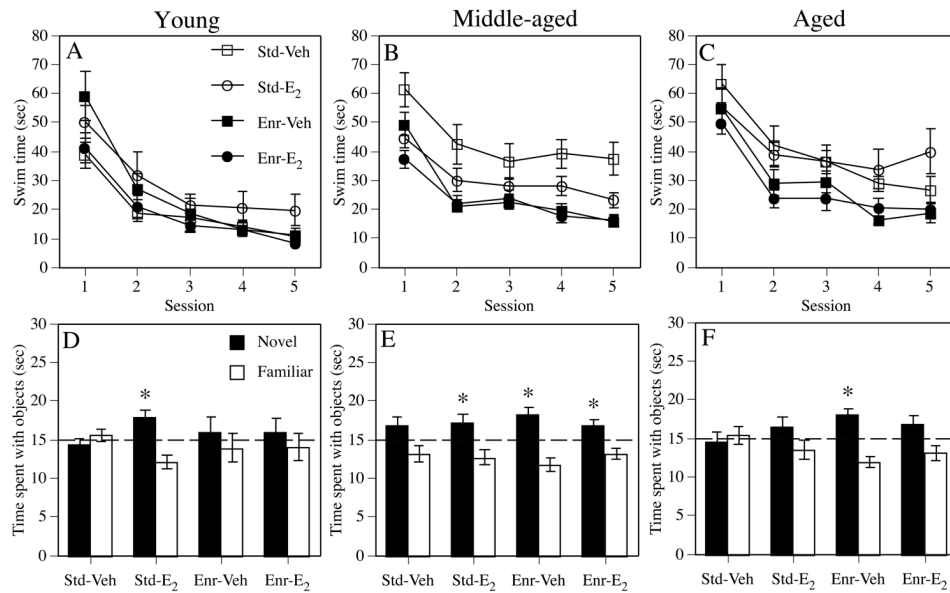 Young Middle-aged Aged
A
B
C
Swim time (sec)
80
70
60
50
40
30
20
10
0
Std-Veh
Std-E₂
Enr-Veh
Enr-E₂
1 2 3 4 5
Session
Swim time (sec)
80
70
60
50
40
30
20
10
0
1 2 3 4 5
Session
Swim time (sec)
80
70
60
50
40
30
20
10
0
1 2 3 4 5
Session
D
Time spent with objects (sec)
30
25
20
15
10
5
0
Novel
Familiar
*
Std-Veh Std-E₂ Enr-Veh Enr-E₂
E
Time spent with objects (sec)
30
25
20
15
10
5
0
* * *
Std-Veh Std-E₂ Enr-Veh Enr-E₂
F
Time spent with objects (sec)
30
25
20
15
10
5
0
*
Std-Veh Std-E₂ Enr-Veh Enr-E₂